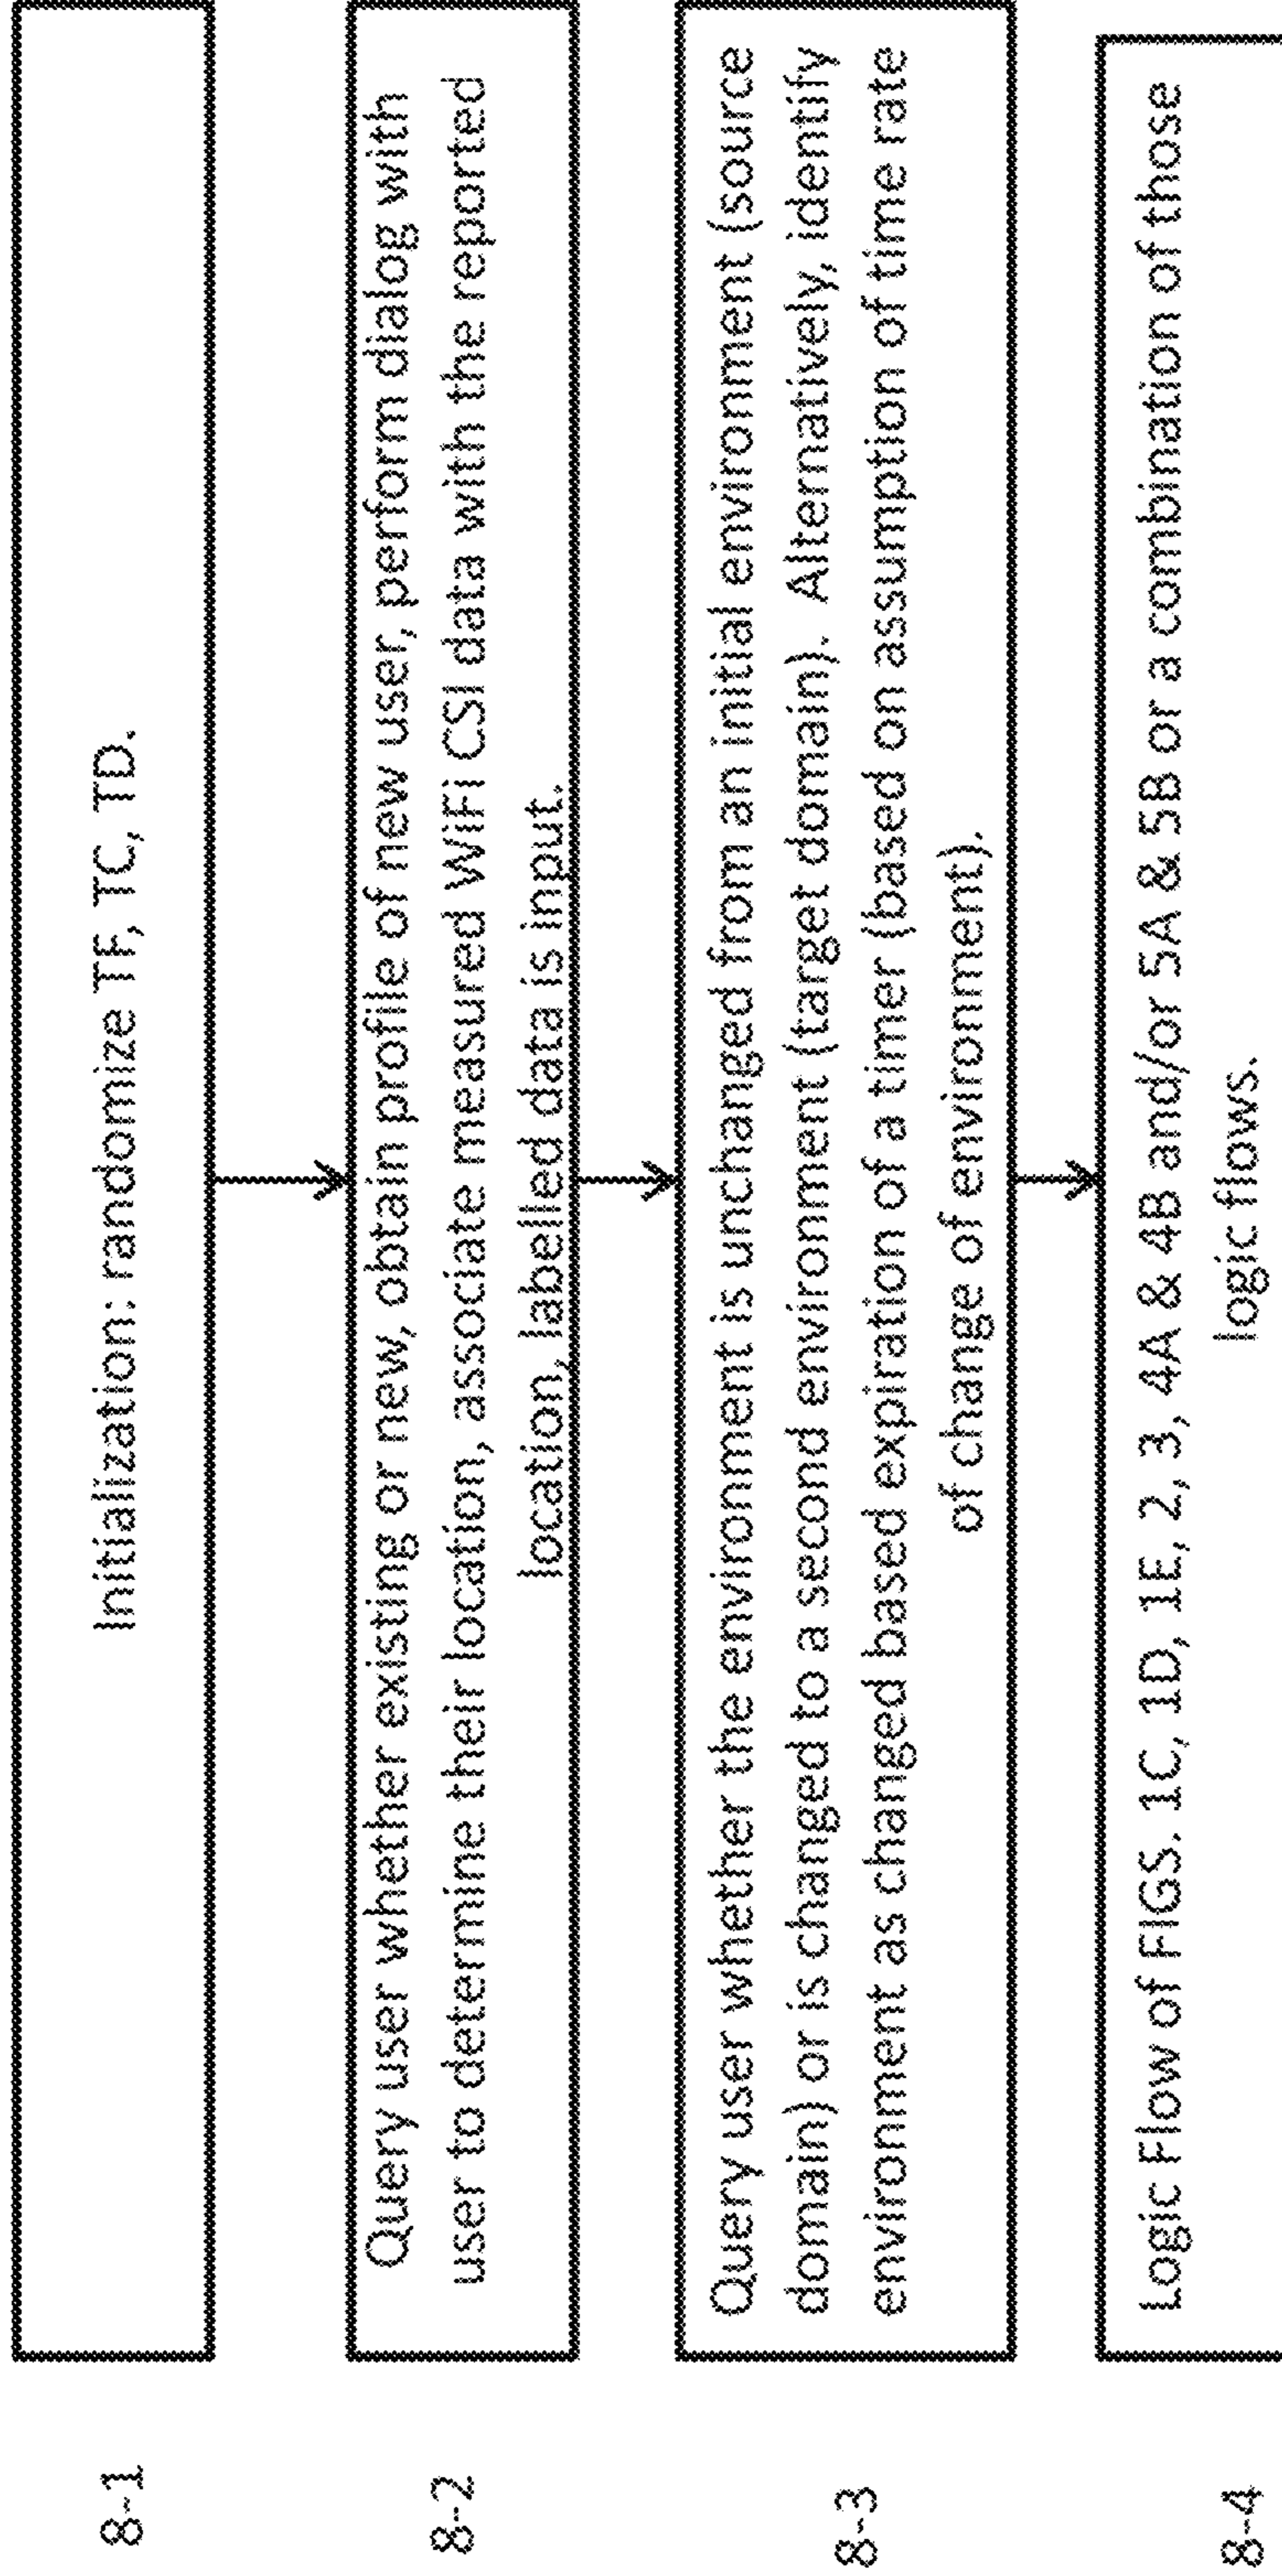 8-1
Initialization: randomize TF, TC, TD.
8-2
Query user whether existing or new, obtain profile of new user, perform dialog with
user to determine their location, associate measured WiFi CSI data with the reported
location, labelled data is input.
8-3
Query user whether the environment is unchanged from an initial environment (source
domain) or is changed to a second environment (target domain). Alternatively, identify
environment as changed based expiration of a timer (based on assumption of time rate
of change of environment).
8-4
Logic Flow of FIGS. 1C, 1D, 1E, 2, 3, 4A & 4B and/or 5A & 5B or a combination of those
logic flows.